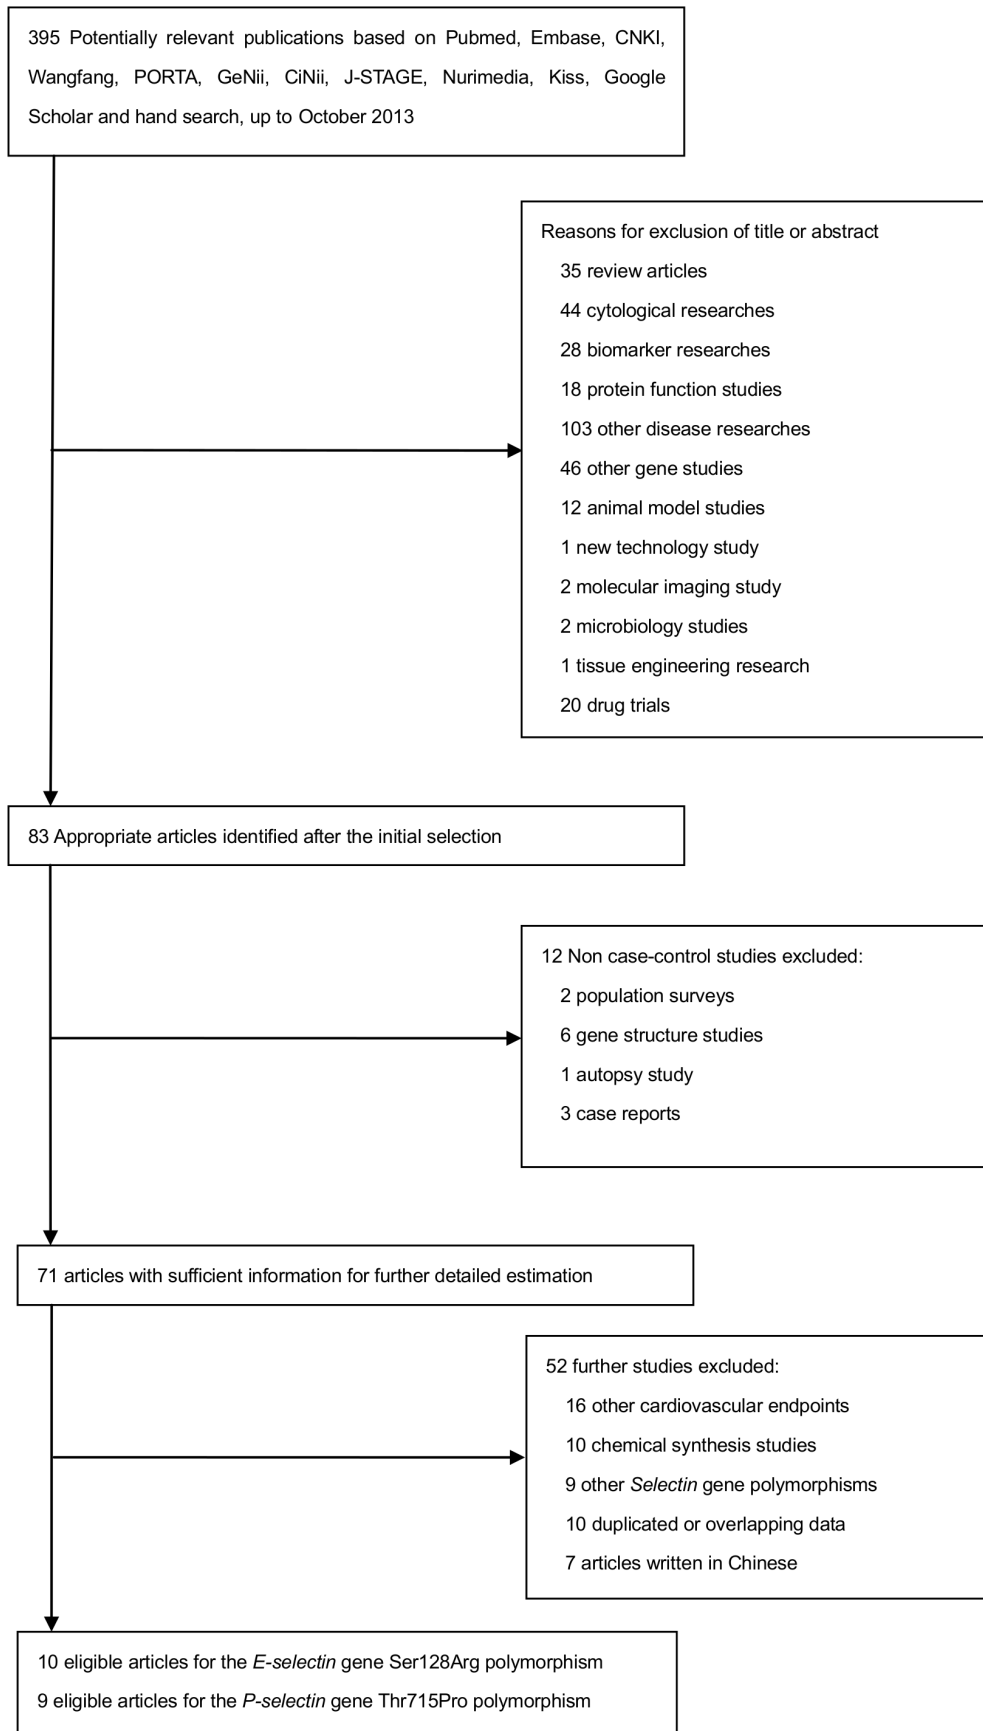 395 Potentially relevant publications based on Pubmed, Embase, CNKI,
Wangfang, PORTA, GeNii, CiNii, J-STAGE, Nurimedia, Kiss, Google
Scholar and hand search, up to October 2013
Reasons for exclusion of title or abstract
35 review articles
44 cytological researches
28 biomarker researches
18 protein function studies
103 other disease researches
46 other gene studies
12 animal model studies
1 new technology study
2 molecular imaging study
2 microbiology studies
1 tissue engineering research
20 drug trials
83 Appropriate articles identified after the initial selection
12 Non case-control studies excluded:
2 population surveys
6 gene structure studies
1 autopsy study
3 case reports
71 articles with sufficient information for further detailed estimation
52 further studies excluded:
16 other cardiovascular endpoints
10 chemical synthesis studies
9 other Selectin gene polymorphisms
10 duplicated or overlapping data
7 articles written in Chinese
10 eligible articles for the E-selectin gene Ser128Arg polymorphism
9 eligible articles for the P-selectin gene Thr715Pro polymorphism